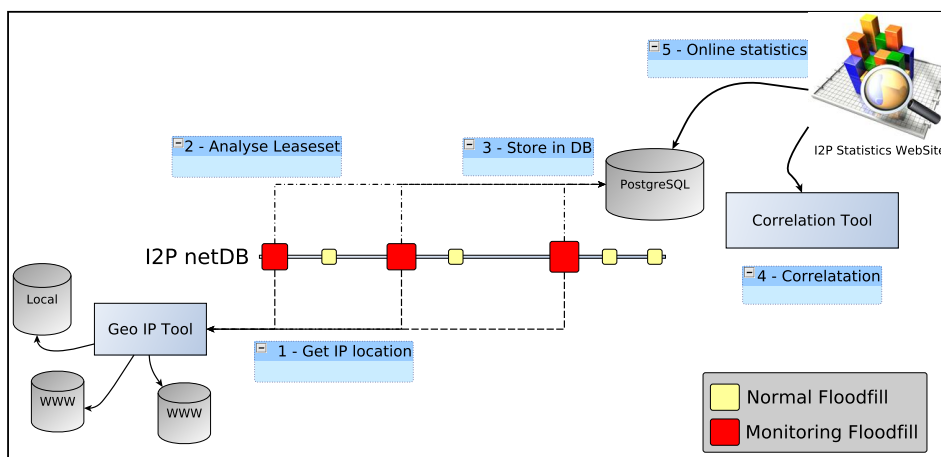 5 - Online statistics
I2P Statistics WebSite
2 - Analyse Leaseset
3 - Store in DB
PostgreSQL
Correlation Tool
I2P netDB
4 - Correlatation
Local
Geo IP Tool
1 - Get IP location
WWW
WWW
Normal Floodfill
Monitoring Floodfill